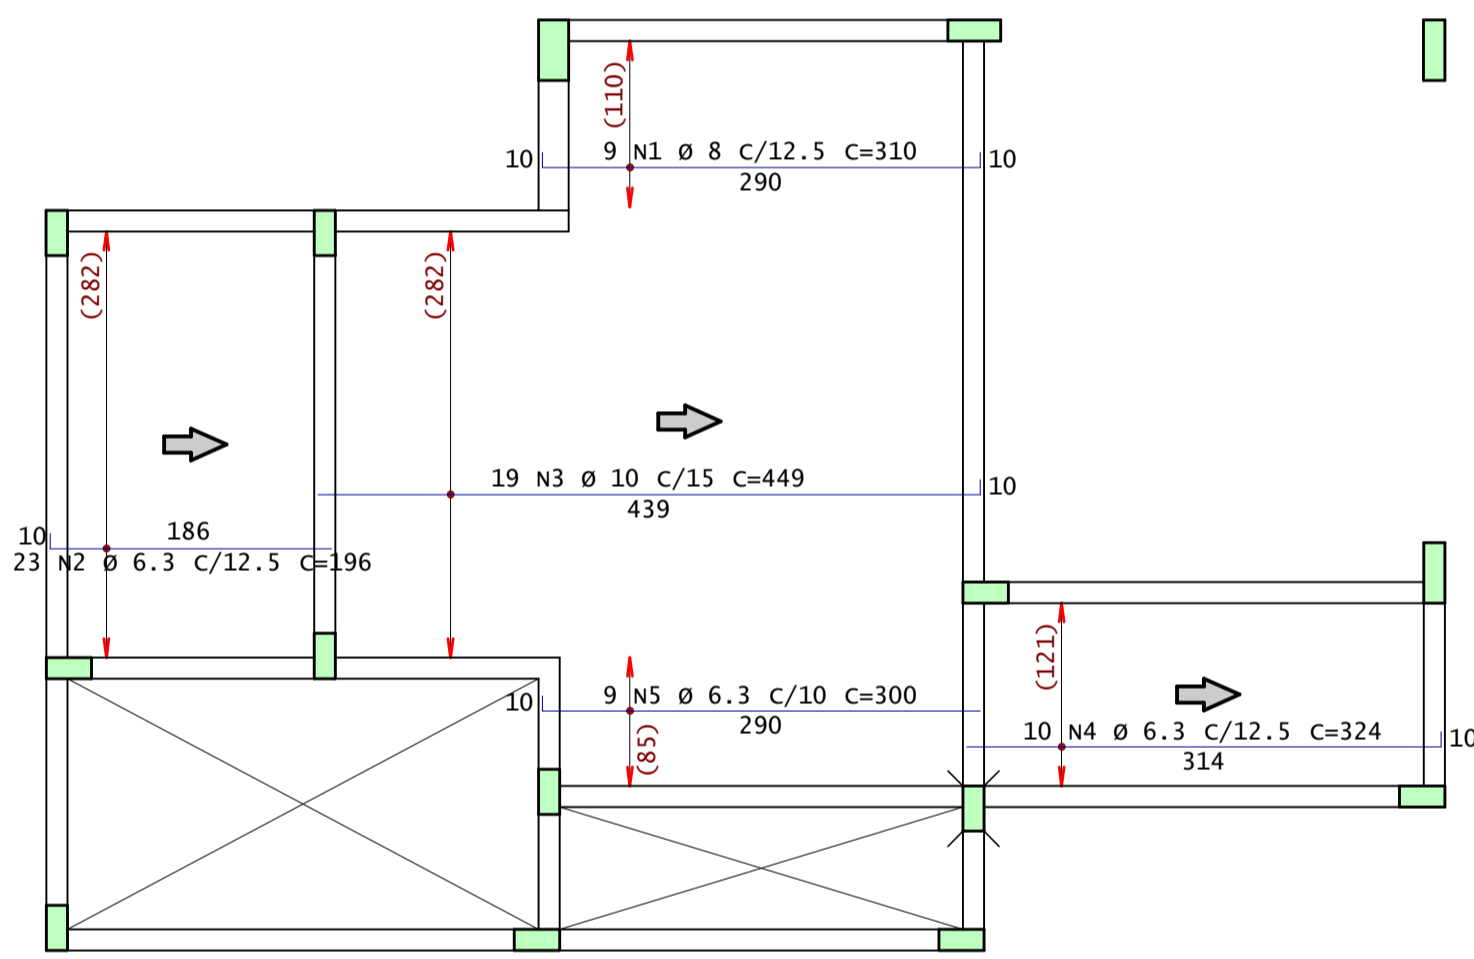 (110)
10 9 N1 Ø 8 C/12.5 C=310 10
290
(282)
(282)
19 N3 Ø 10 C/15 C=449 10
439
10 186
23 N2 Ø 6.3 C/12.5 C=196
(121)
10 9 N5 Ø 6.3 C/10 C=300
290
(85)
10 N4 Ø 6.3 C/12.5 C=324 10
314